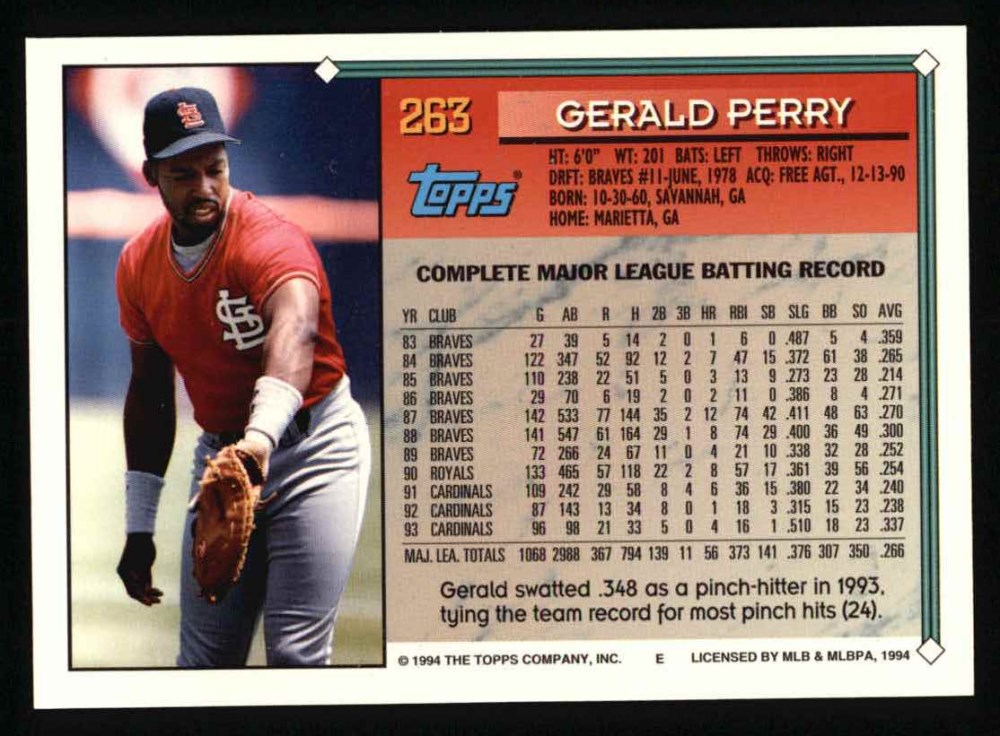 263
GERALD PERRY
HT: 6'0" WT: 201 BATS: LEFT THROWS: RIGHT
DRFT: BRAVES #11-JUNE, 1978 ACQ: FREE AGT., 12-13-90
BORN: 10-30-60, SAVANNAH, GA
HOME: MARIETTA, GA
TOPPS®
COMPLETE MAJOR LEAGUE BATTING RECORD
YR CLUB G AB R H 2B 3B HR RBI SB SLG BB SO AVG
83 BRAVES 27 39 5 14 2 0 1 6 0 .487 5 4 .359
84 BRAVES 122 347 52 92 12 2 7 47 15 .372 61 38 .265
85 BRAVES 110 238 22 51 5 0 3 13 9 .273 23 28 .214
86 BRAVES 29 70 6 19 2 0 2 11 0 .386 8 4 .271
87 BRAVES 142 533 77 144 35 2 12 74 42 .411 48 63 .270
88 BRAVES 141 547 61 164 29 1 8 74 29 .400 36 49 .300
89 BRAVES 72 266 24 67 11 0 4 21 10 .338 32 28 .252
90 ROYALS 133 465 57 118 22 2 8 57 17 .361 39 56 .254
91 CARDINALS 109 242 29 58 8 4 6 36 15 .380 22 34 .240
92 CARDINALS 87 143 13 34 8 0 1 18 3 .315 15 23 .238
93 CARDINALS 96 98 21 33 5 0 4 16 1 .510 18 23 .337
MAJ. LEA. TOTALS 1068 2988 367 794 139 11 56 373 141 .376 307 350 .266
Gerald swatted .348 as a pinch-hitter in 1993,
tying the team record for most pinch hits (24).
© 1994 THE TOPPS COMPANY, INC. E LICENSED BY MLB & MLBPA, 1994
StL
StL